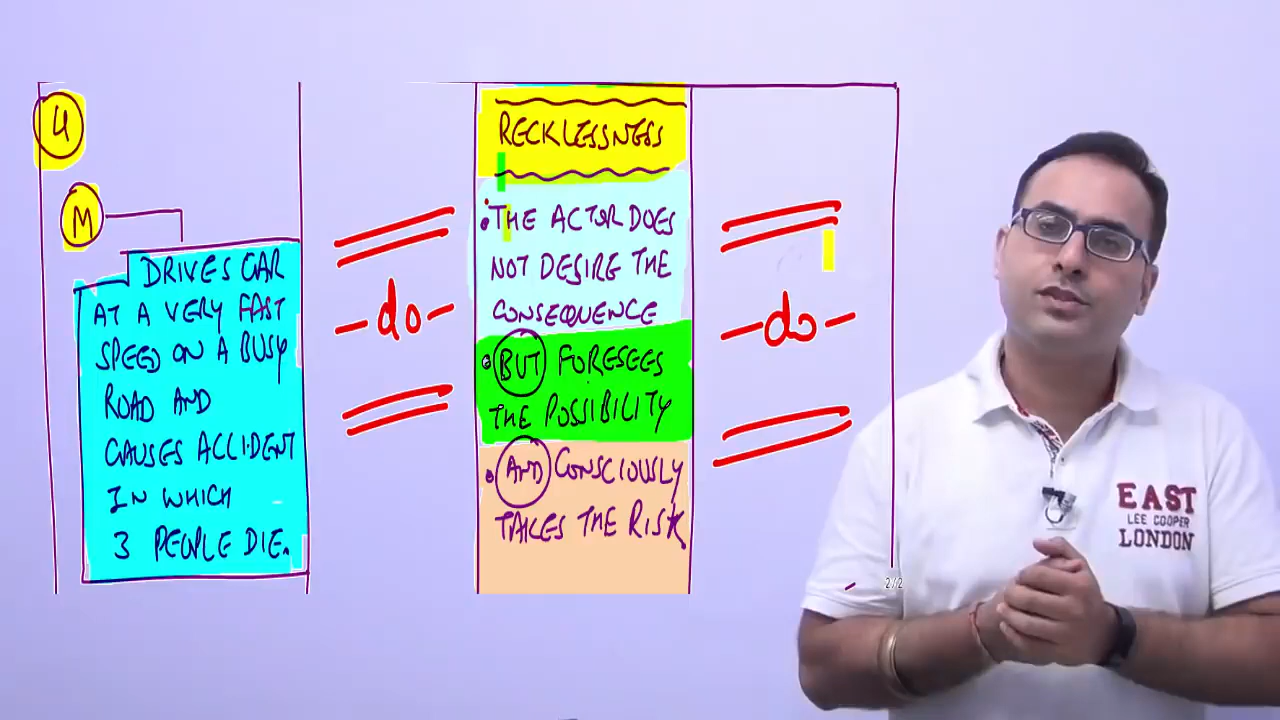 4
M
DRIVES CAR
AT A VERY FAST
SPEED ON A BUSY
ROAD AND
CAUSES ACCIDENT
IN WHICH
3 PEOPLE DIE.
-do-
RECKLESSNESS
• THE ACTOR DOES
NOT DESIRE THE
CONSEQUENCE
• BUT FORESEES
THE POSSIBILITY
• AND CONSCIOUSLY
TAKES THE RISK
-do-
2/2
EAST
LEE COOPER
LONDON